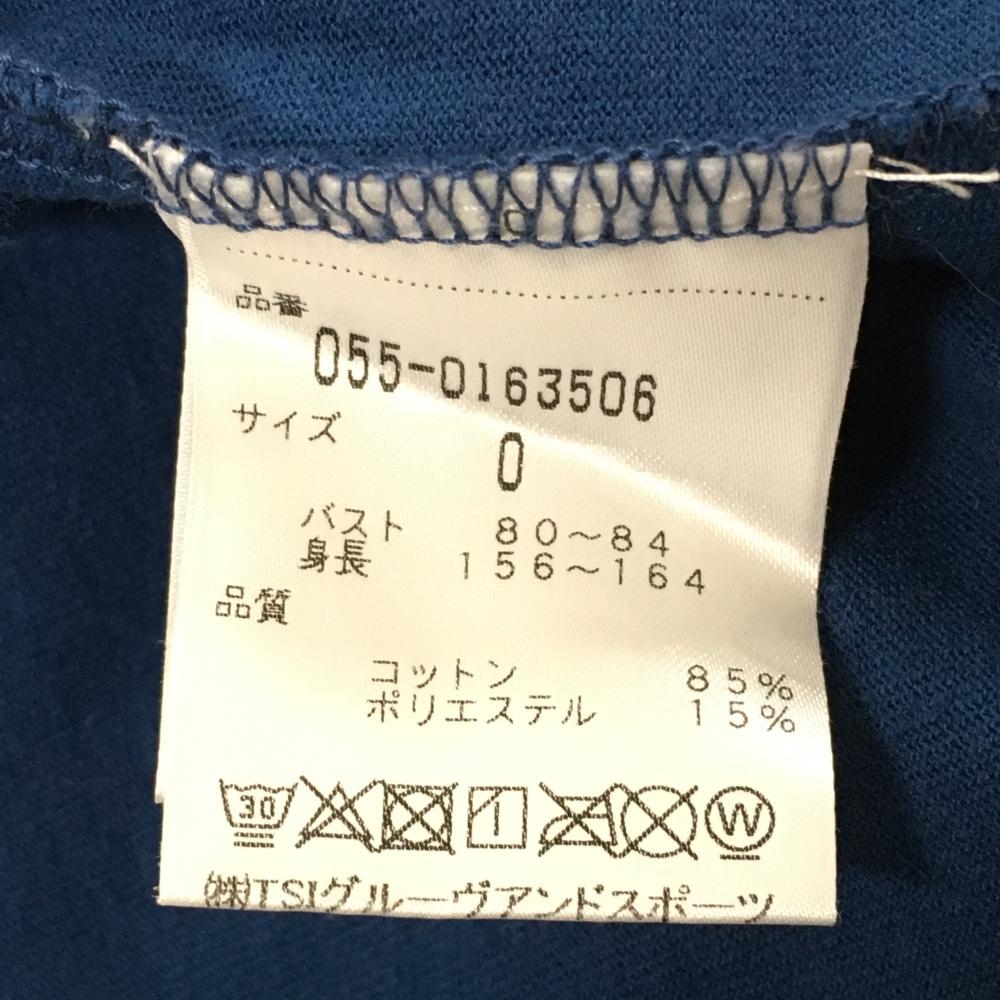 品番
055-0163506
サイズ
0
バスト 80~84
身長 156~164
品質
コットン 85%
ポリエステル 15%
30 W
㈱TSIグルーヴアンドスポーツ